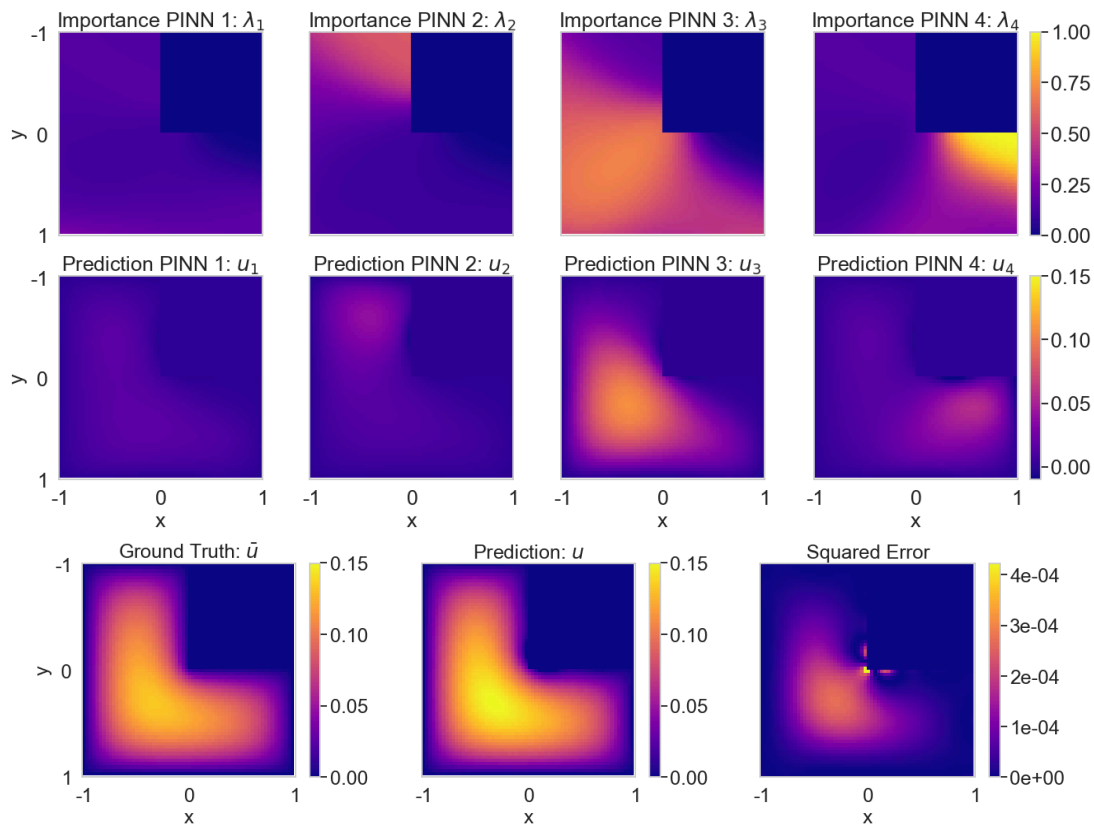 Importance PINN 1: λ₁ Importance PINN 2: λ₂ Importance PINN 3: λ₃ Importance PINN 4: λ₄
-1 1.00
0.75
y 0 0.50
0.25
1 0.00
Prediction PINN 1: u₁ Prediction PINN 2: u₂ Prediction PINN 3: u₃ Prediction PINN 4: u₄
-1 0.15
0.10
y 0 0.05
0.00
1
-1 0 1 -1 0 1 -1 0 1 -1 0 1
x x x x
Ground Truth: ū Prediction: u Squared Error
-1 0.15 0.15 4e-04
0.10 0.10 3e-04
y 0 2e-04
0.05 0.05 1e-04
1 0.00 0.00 0e+00
-1 0 1 -1 0 1 -1 0 1
x x x